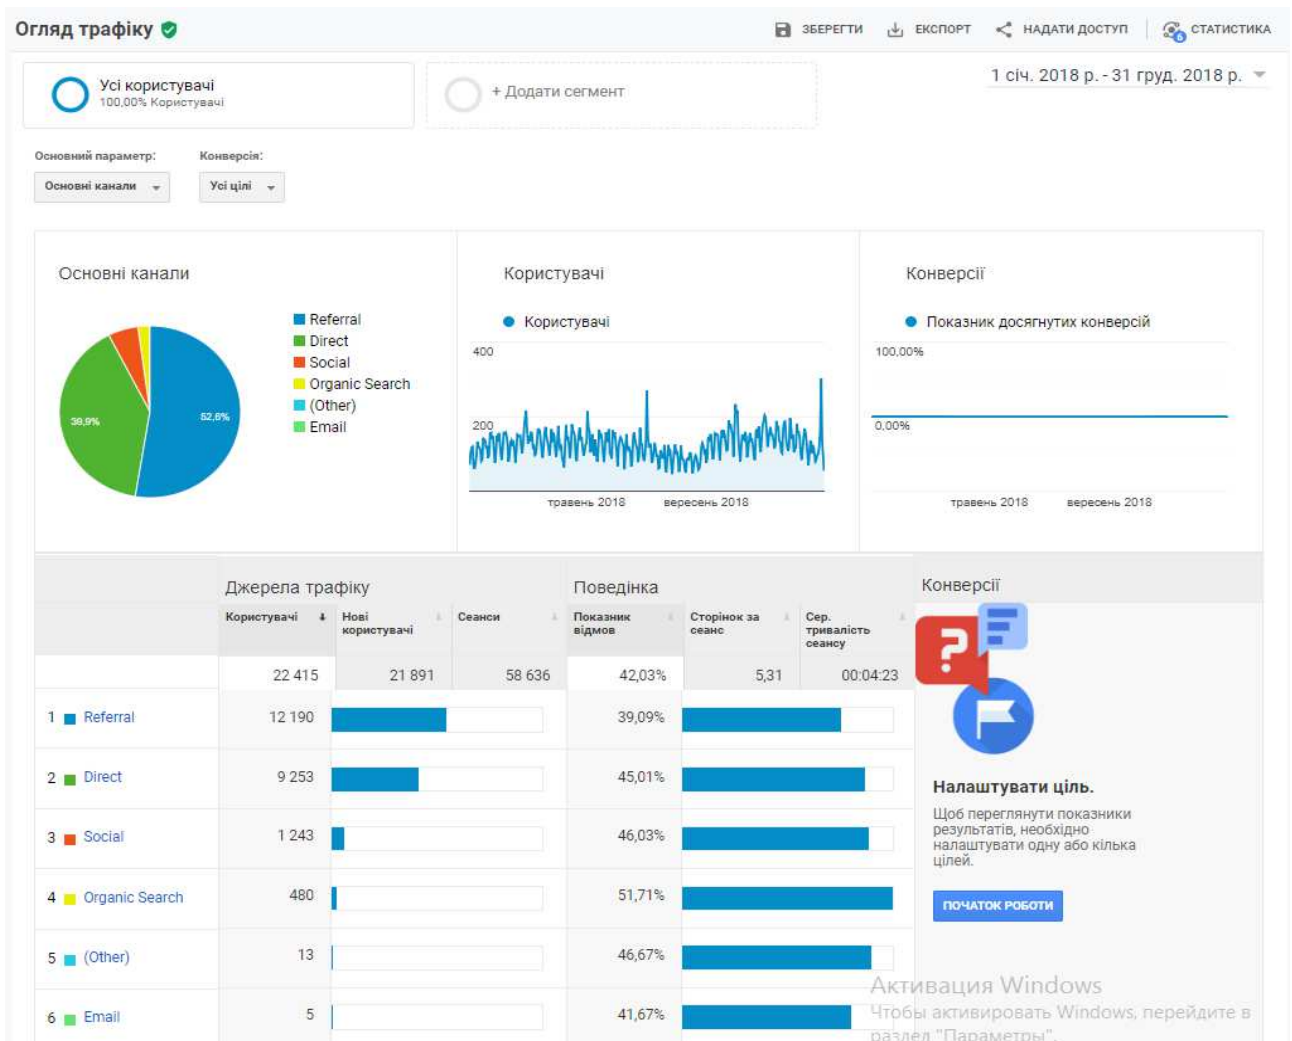 Огляд трафіку
ЗБЕРЕГТИ
ЕКСПОРТ
НАДАТИ ДОСТУП
6
СТАТИСТИКА
Усі користувачі
100,00% Користувачі
+ Додати сегмент
1 січ. 2018 р. - 31 груд. 2018 р.
Основний параметр:
Конверсія:
Основні канали
Усі цілі
Основні канали
Referral
Direct
Social
Organic Search
(Other)
Email
39,9%
52,6%
Користувачі
Користувачі
400
200
травень 2018
вересень 2018
Конверсії
Показник досягнутих конверсій
100,00%
0,00%
травень 2018
вересень 2018
Джерела трафіку
Поведінка
Конверсії
Користувачі
Нові
користувачі
Сеанси
Показник
відмов
Сторінок за
сеанс
Сер.
тривалість
сеансу
22 415
21 891
58 636
42,03%
5,31
00:04:23
1 Referral 12 190 39,09%
2 Direct 9 253 45,01%
3 Social 1 243 46,03%
4 Organic Search 480 51,71%
5 (Other) 13 46,67%
6 Email 5 41,67%
?
Налаштувати ціль.
Щоб переглянути показники
результатів, необхідно
налаштувати одну або кілька
цілей.
ПОЧАТОК РОБОТИ
Активация Windows
Чтобы активировать Windows, перейдите в
раздел "Параметры".